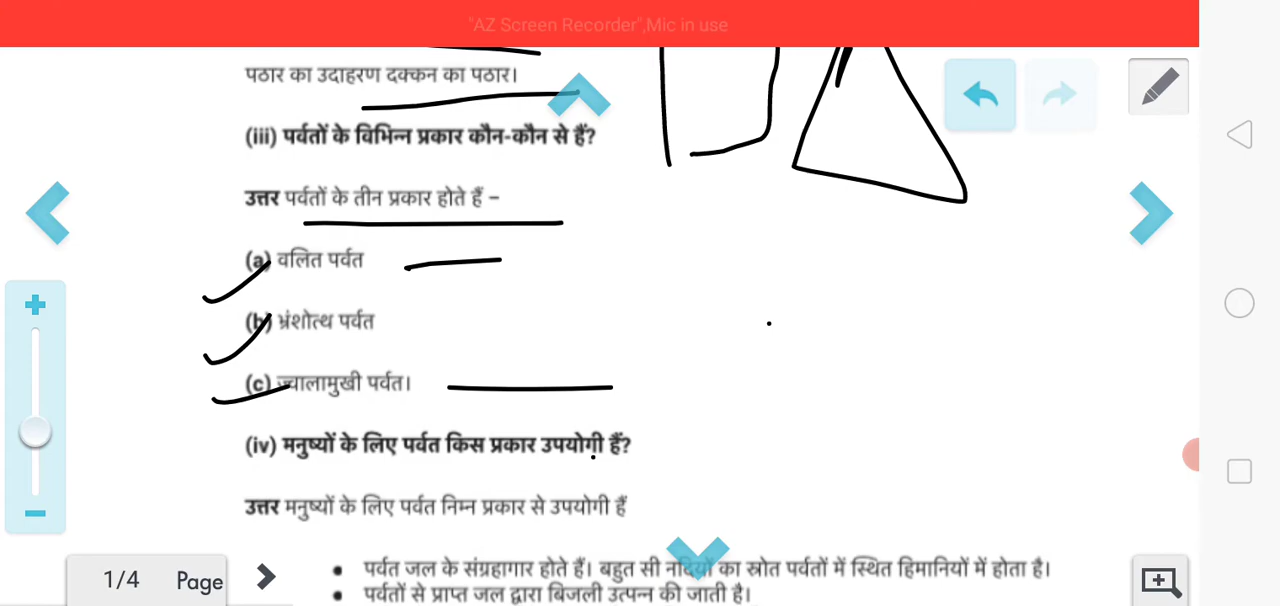 "AZ Screen Recorder",Mic in use
पठार का उदाहरण दक्कन का पठार।
(iii) पर्वतों के विभिन्न प्रकार कौन-कौन से हैं?
उत्तर पर्वतों के तीन प्रकार होते हैं –
(a) वलित पर्वत
(b) भ्रंशोत्थ पर्वत
(c) ज्वालामुखी पर्वत।
(iv) मनुष्यों के लिए पर्वत किस प्रकार उपयोगी हैं?
उत्तर मनुष्यों के लिए पर्वत निम्न प्रकार से उपयोगी हैं
• पर्वत जल के संग्रहागार होते हैं। बहुत सी नदियों का स्रोत पर्वतों में स्थित हिमानियों में होता है।
• पर्वतों से प्राप्त जल द्वारा बिजली उत्पन्न की जाती है।
1/4 Page